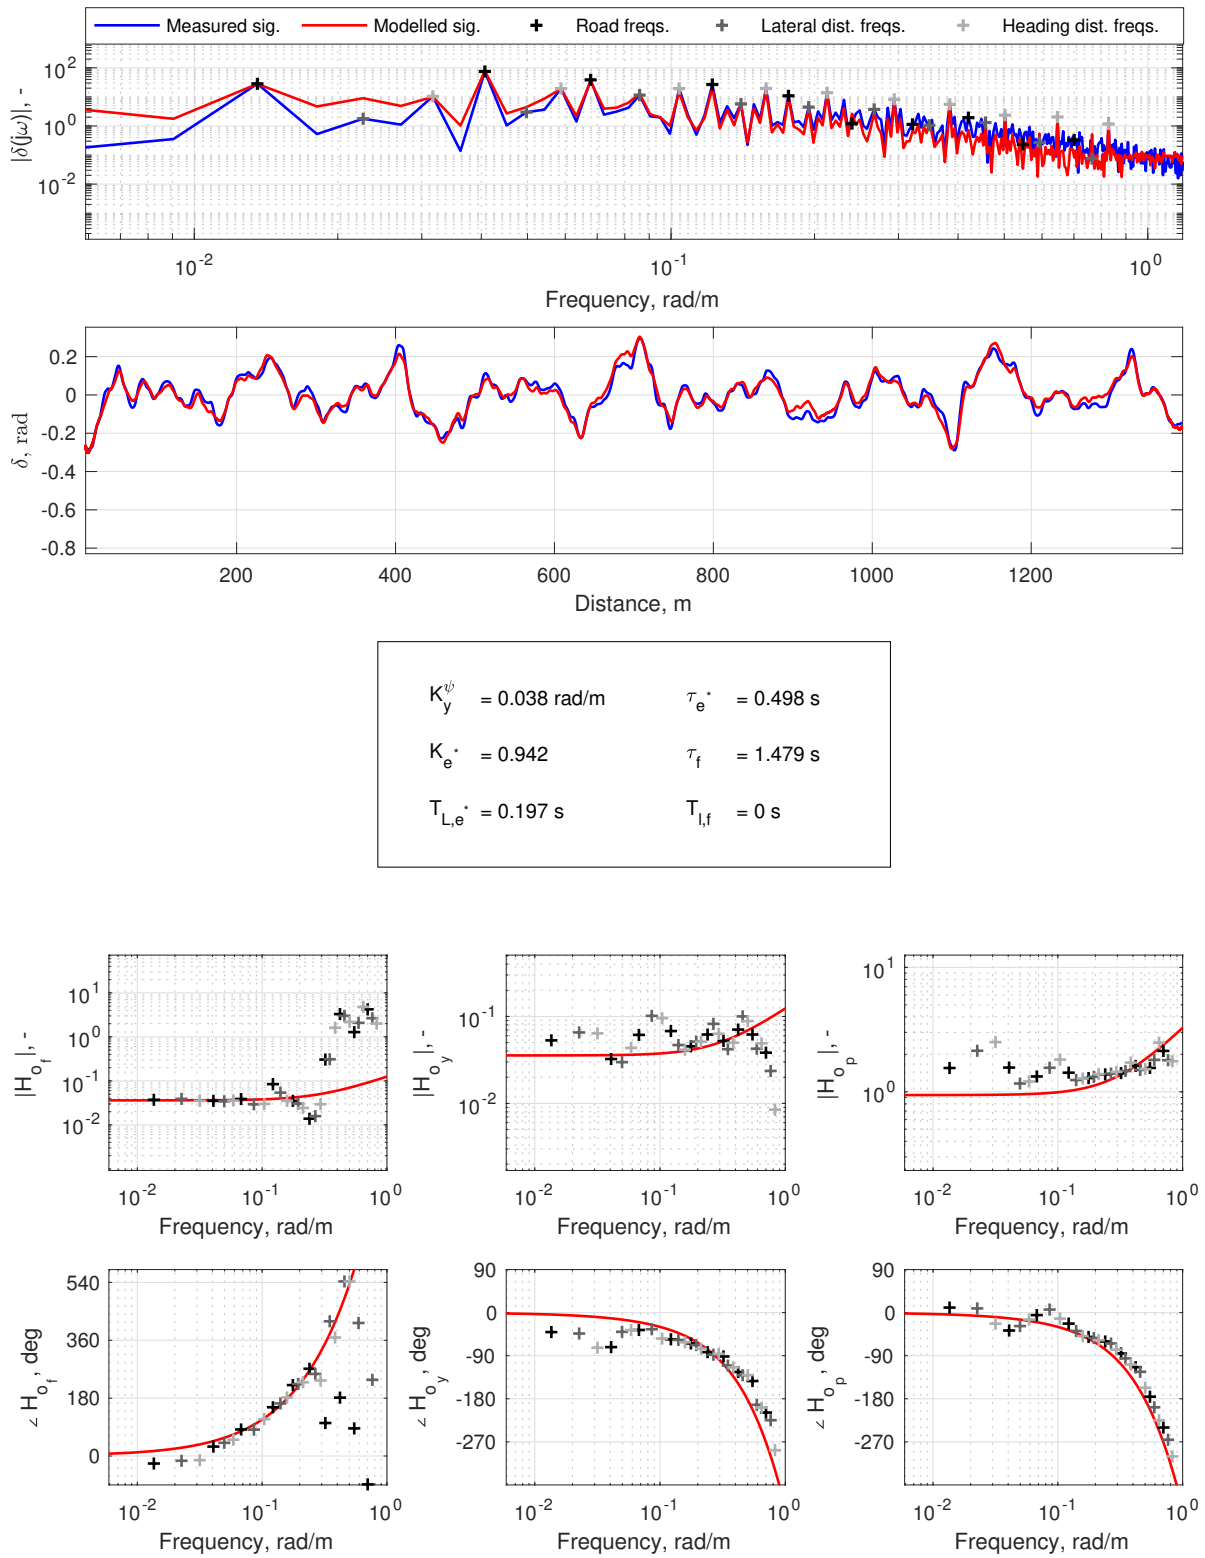 Measured sig. Modelled sig. Road freqs. Lateral dist. freqs. Heading dist. freqs.
|δ(jω)|, -
10^2
10^0
10^-2
10^-2 10^-1 10^0
Frequency, rad/m
δ, rad
0.2
0
-0.2
-0.4
-0.6
-0.8
200 400 600 800 1000 1200
Distance, m
K_y^ψ = 0.038 rad/m τ_e* = 0.498 s
K_e* = 0.942 τ_f = 1.479 s
T_L,e* = 0.197 s T_l,f = 0 s
|H_o_f|, -
10^1
10^0
10^-1
10^-2
10^-2 10^-1 10^0
Frequency, rad/m
|H_o_y|, -
10^-1
10^-2
10^-2 10^-1 10^0
Frequency, rad/m
|H_o_p|, -
10^1
10^0
10^-2 10^-1 10^0
Frequency, rad/m
∠ H_o_f, deg
540
360
180
0
10^-2 10^-1 10^0
Frequency, rad/m
∠ H_o_y, deg
90
0
-90
-180
-270
10^-2 10^-1 10^0
Frequency, rad/m
∠ H_o_p, deg
90
0
-90
-180
-270
10^-2 10^-1 10^0
Frequency, rad/m